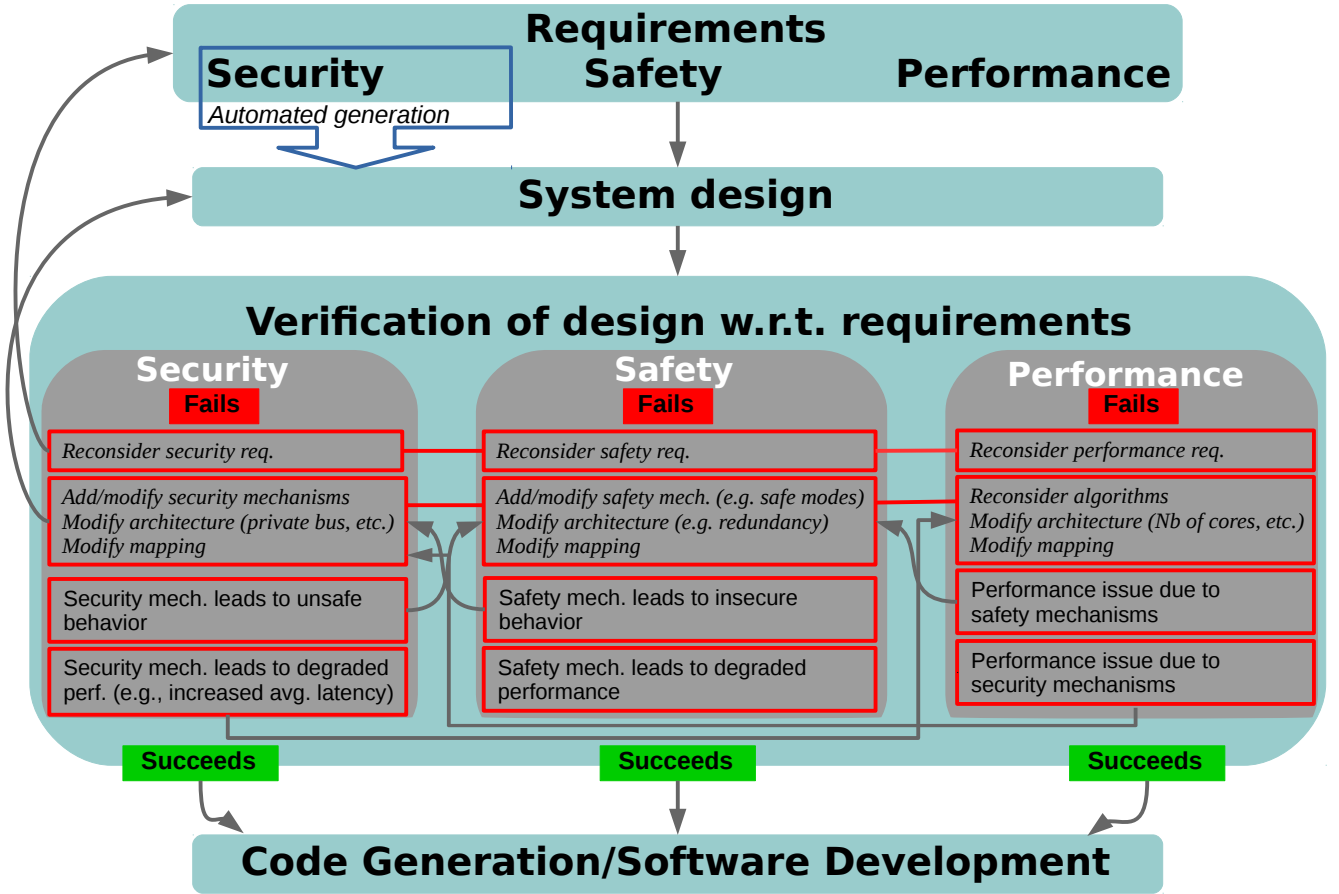 Requirements
Security Safety Performance
Automated generation
System design
Verification of design w.r.t. requirements
Security
Fails
Reconsider security req.
Add/modify security mechanisms
Modify architecture (private bus, etc.)
Modify mapping
Security mech. leads to unsafe
behavior
Security mech. leads to degraded
perf. (e.g., increased avg. latency)
Succeeds
Safety
Fails
Reconsider safety req.
Add/modify safety mech. (e.g. safe modes)
Modify architecture (e.g. redundancy)
Modify mapping
Safety mech. leads to insecure
behavior
Safety mech. leads to degraded
performance
Succeeds
Performance
Fails
Reconsider performance req.
Reconsider algorithms
Modify architecture (Nb of cores, etc.)
Modify mapping
Performance issue due to
safety mechanisms
Performance issue due to
security mechanisms
Succeeds
Code Generation/Software Development